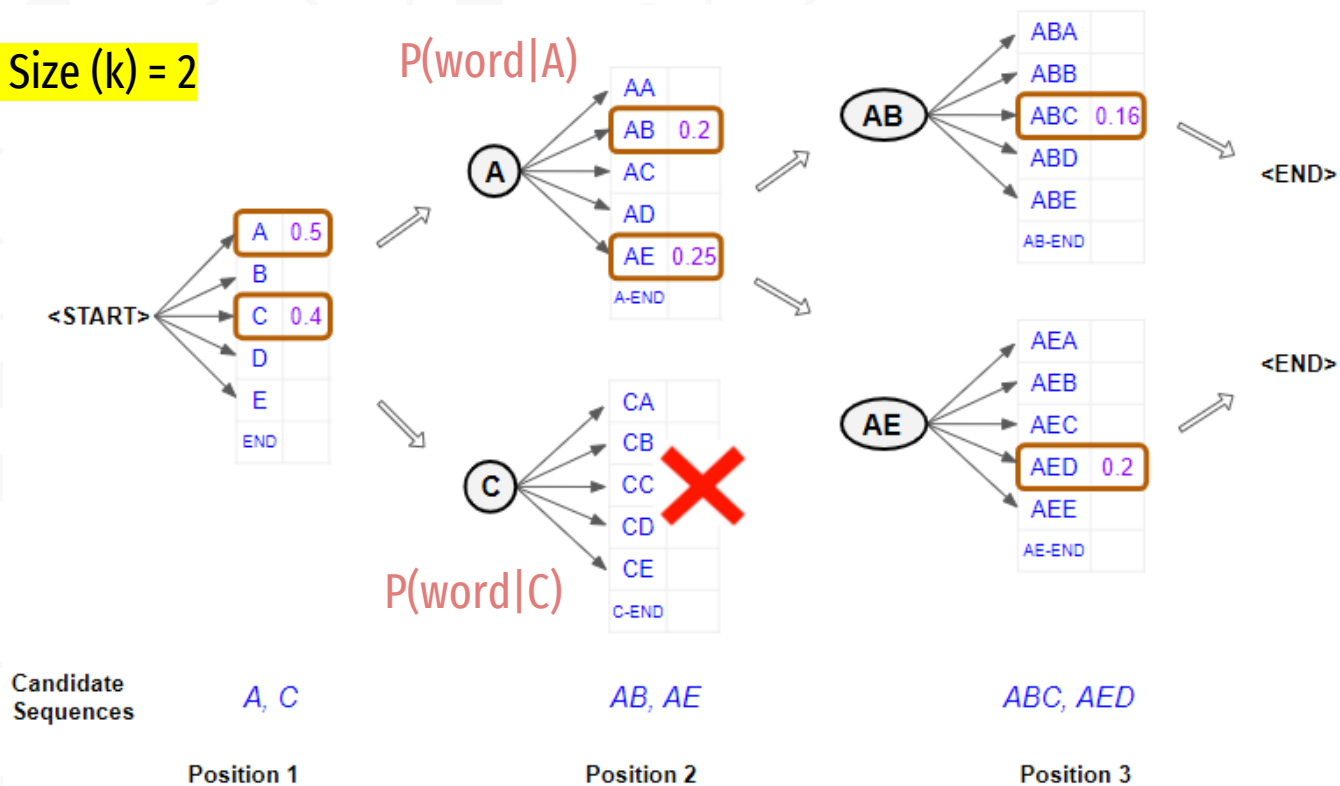 Size (k) = 2
P(word|A)
<START>
A 0.5
B
C 0.4
D
E
END
A
AA
AB 0.2
AC
AD
AE 0.25
A-END
C
CA
CB
CC
CD
CE
C-END
P(word|C)
AB
ABA
ABB
ABC 0.16
ABD
ABE
AB-END
<END>
AE
AEA
AEB
AEC
AED 0.2
AEE
AE-END
<END>
Candidate
Sequences
A, C
AB, AE
ABC, AED
Position 1
Position 2
Position 3